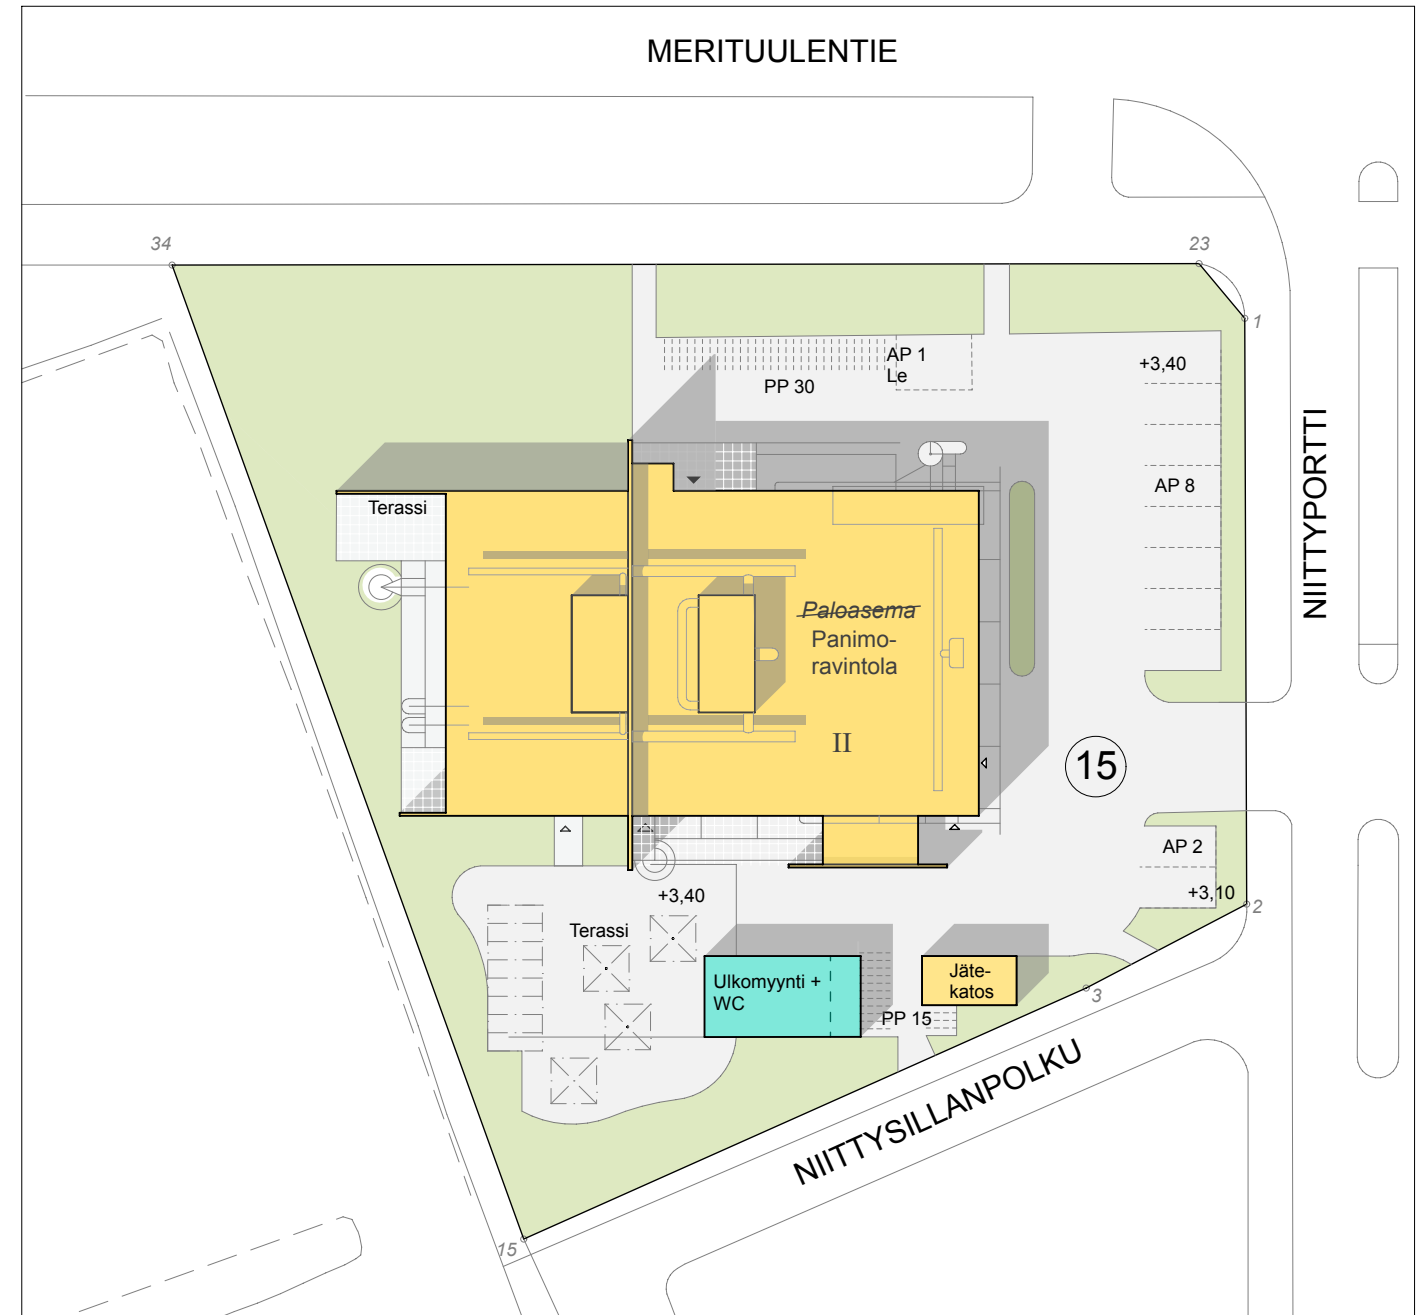 MERITUULENTIE
34
23
1
AP 1
Le
PP 30
+3,40
AP 8
NIITTYPORTTI
Terassi
Paloasema
Panimo-
ravintola
II
15
AP 2
+3,10
2
+3,40
Terassi
Ulkomyynti +
WC
Jäte-
katos
3
PP 15
NIITTYSILLANPOLKU
15